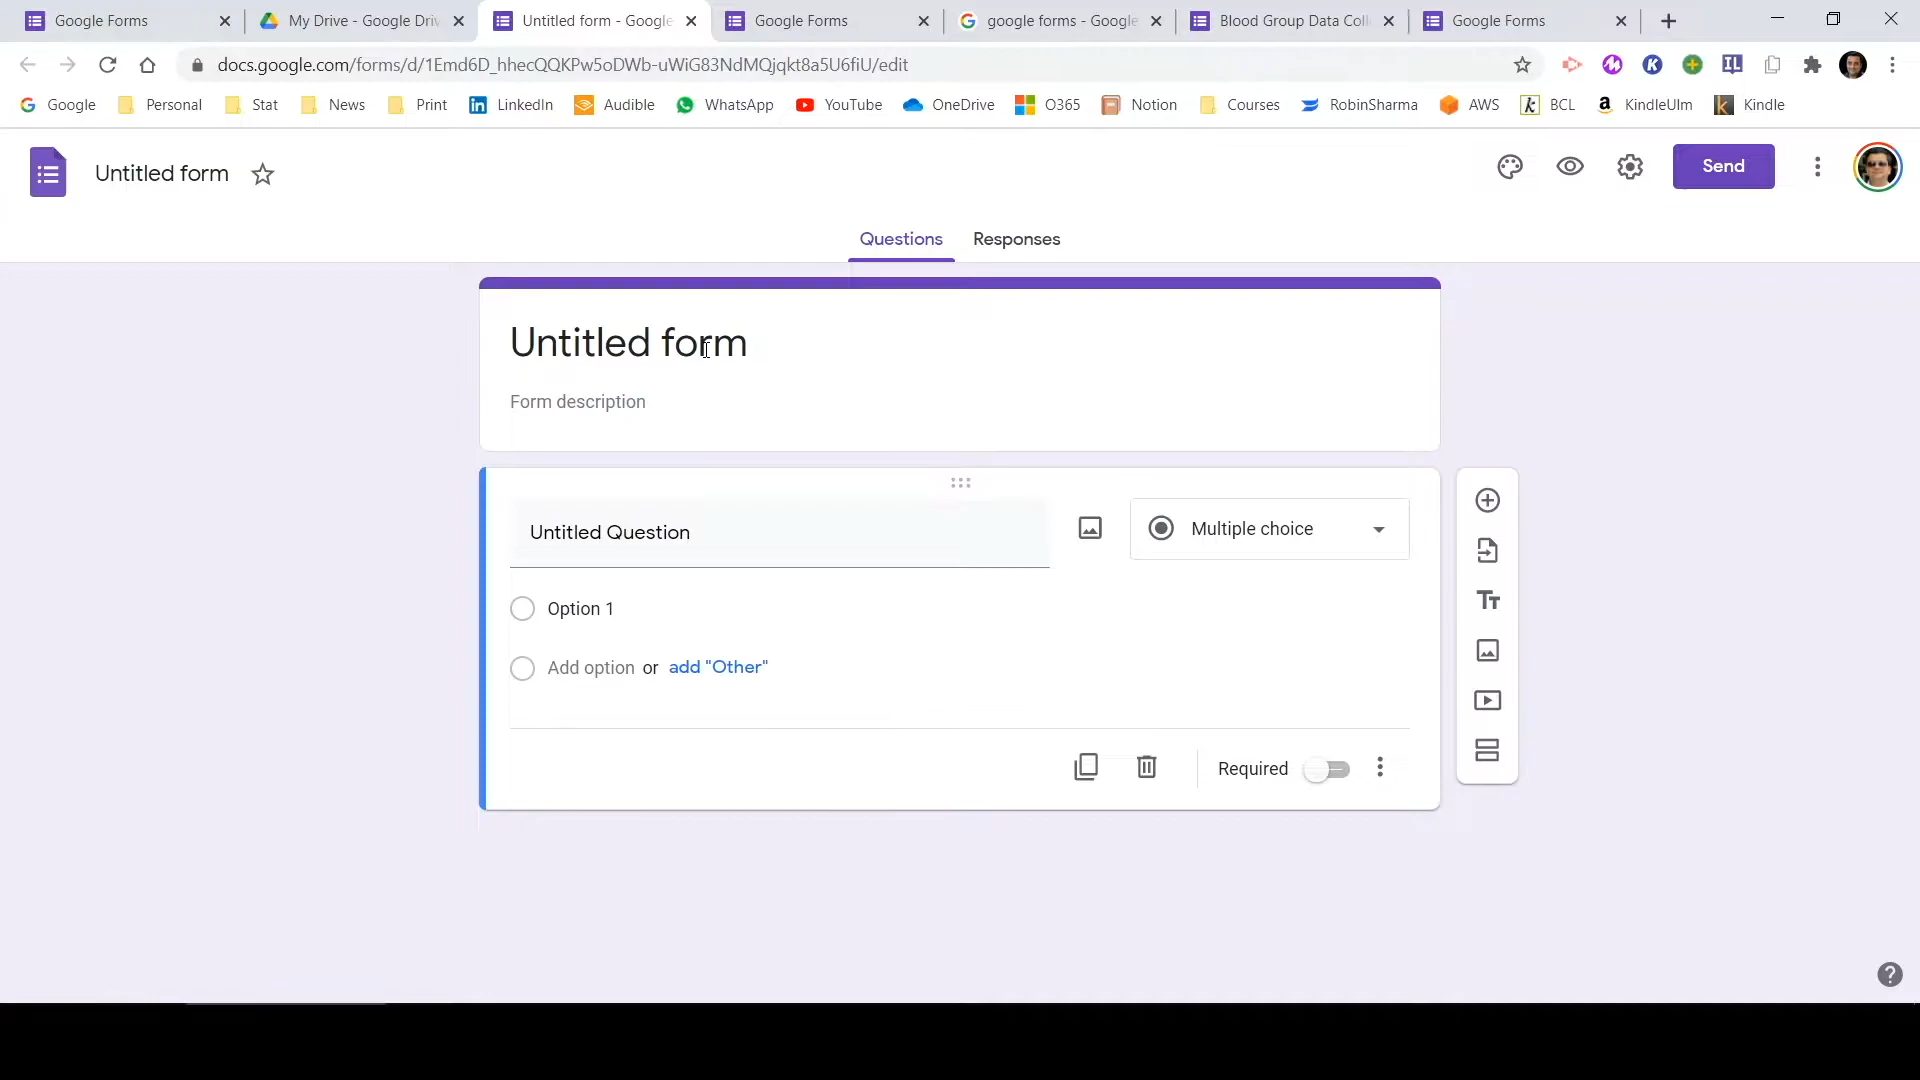 Google Forms
My Drive - Google Driv
Untitled form - Google
Google Forms
google forms - Google
Blood Group Data Coll
Google Forms
docs.google.com/forms/d/1Emd6D_hhecQQKPw5oDWb-uWiG83NdMQjqkt8a5U6fiU/edit
Google Personal Stat News Print LinkedIn Audible WhatsApp YouTube OneDrive O365 Notion Courses RobinSharma AWS BCL KindleUlm Kindle
Untitled form
Send
Questions Responses
Untitled form
Form description
Untitled Question
Multiple choice
Option 1
Add option or add "Other"
Required